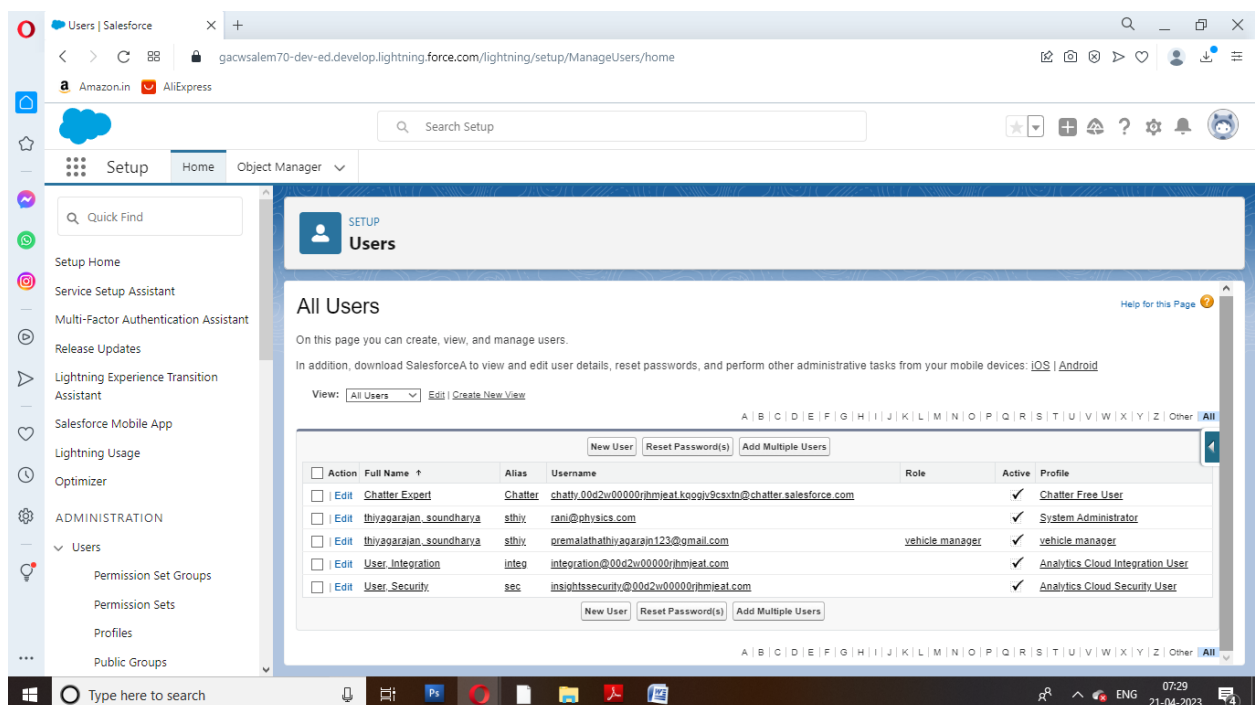 Users | Salesforce
gacwsalem70-dev-ed.develop.lightning.force.com/lightning/setup/ManageUsers/home
a Amazon.in AliExpress
Search Setup
Setup Home Object Manager
Quick Find
Setup Home
Service Setup Assistant
Multi-Factor Authentication Assistant
Release Updates
Lightning Experience Transition
Assistant
Salesforce Mobile App
Lightning Usage
Optimizer
ADMINISTRATION
Users
Permission Set Groups
Permission Sets
Profiles
Public Groups
SETUP
Users
All Users
Help for this Page ?
On this page you can create, view, and manage users.
In addition, download SalesforceA to view and edit user details, reset passwords, and perform other administrative tasks from your mobile devices: iOS | Android
View: All Users Edit | Create New View
A | B | C | D | E | F | G | H | I | J | K | L | M | N | O | P | Q | R | S | T | U | V | W | X | Y | Z | Other All
New User Reset Password(s) Add Multiple Users
Action Full Name ↑ Alias Username Role Active Profile
| Edit Chatter Expert Chatter chatty.00d2w00000rjhmjeat.kqogjv9csxtn@chatter.salesforce.com ✓ Chatter Free User
| Edit thiyagarajan, soundharya sthiy rani@physics.com ✓ System Administrator
| Edit thiyagarajan, soundharya sthiy premalathathiyagarajn123@gmail.com vehicle manager ✓ vehicle manager
| Edit User, Integration integ integration@00d2w00000rjhmjeat.com ✓ Analytics Cloud Integration User
| Edit User, Security sec insightssecurity@00d2w00000rjhmjeat.com ✓ Analytics Cloud Security User
New User Reset Password(s) Add Multiple Users
A | B | C | D | E | F | G | H | I | J | K | L | M | N | O | P | Q | R | S | T | U | V | W | X | Y | Z | Other All
Type here to search
Ps
ENG
07:29
21-04-2023
4